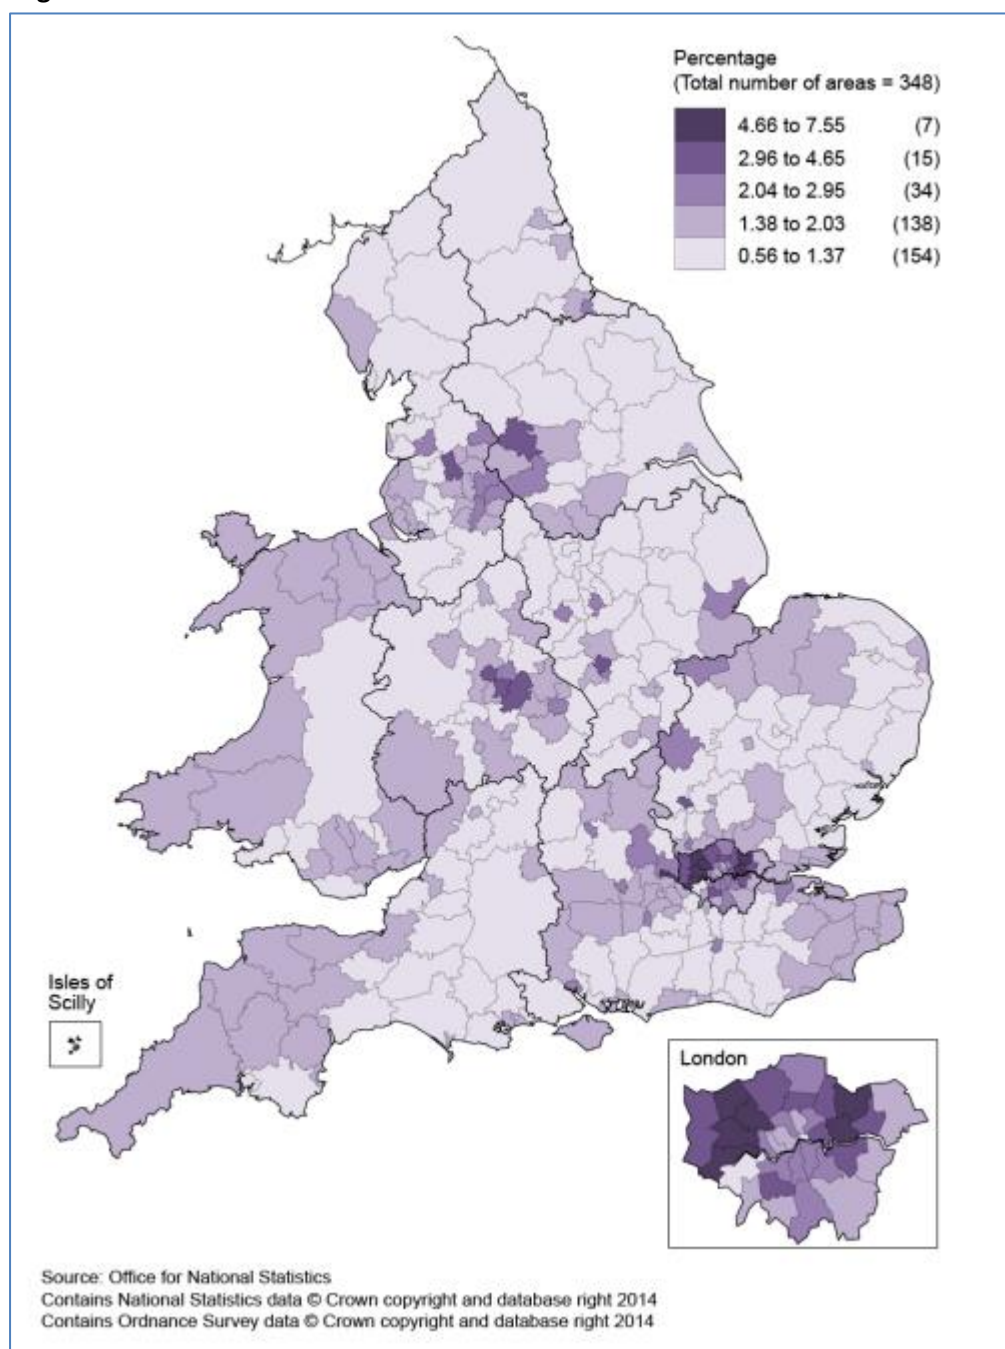 Percentage
(Total number of areas = 348)
4.66 to 7.55 (7)
2.96 to 4.65 (15)
2.04 to 2.95 (34)
1.38 to 2.03 (138)
0.56 to 1.37 (154)
Isles of
Scilly
London
Source: Office for National Statistics
Contains National Statistics data © Crown copyright and database right 2014
Contains Ordnance Survey data © Crown copyright and database right 2014